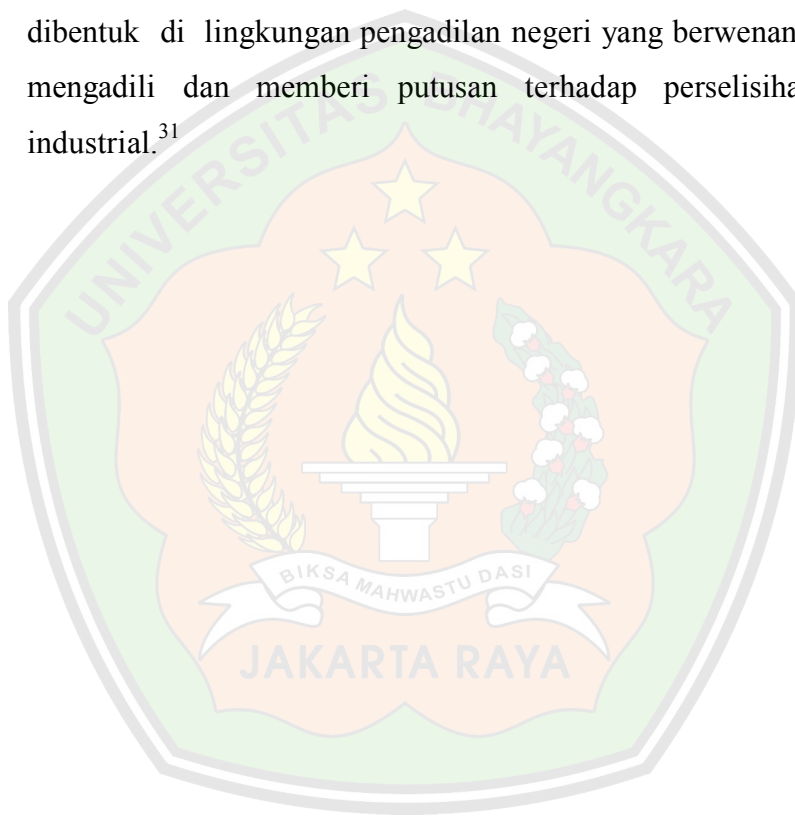 dibentuk di lingkungan pengadilan negeri yang berwenan
mengadili dan memberi putusan terhadap perselisiha
industrial.31
UNIVERSITAS BHAYANGKARA
BIKSA MAHWASTU DASI
JAKARTA RAYA